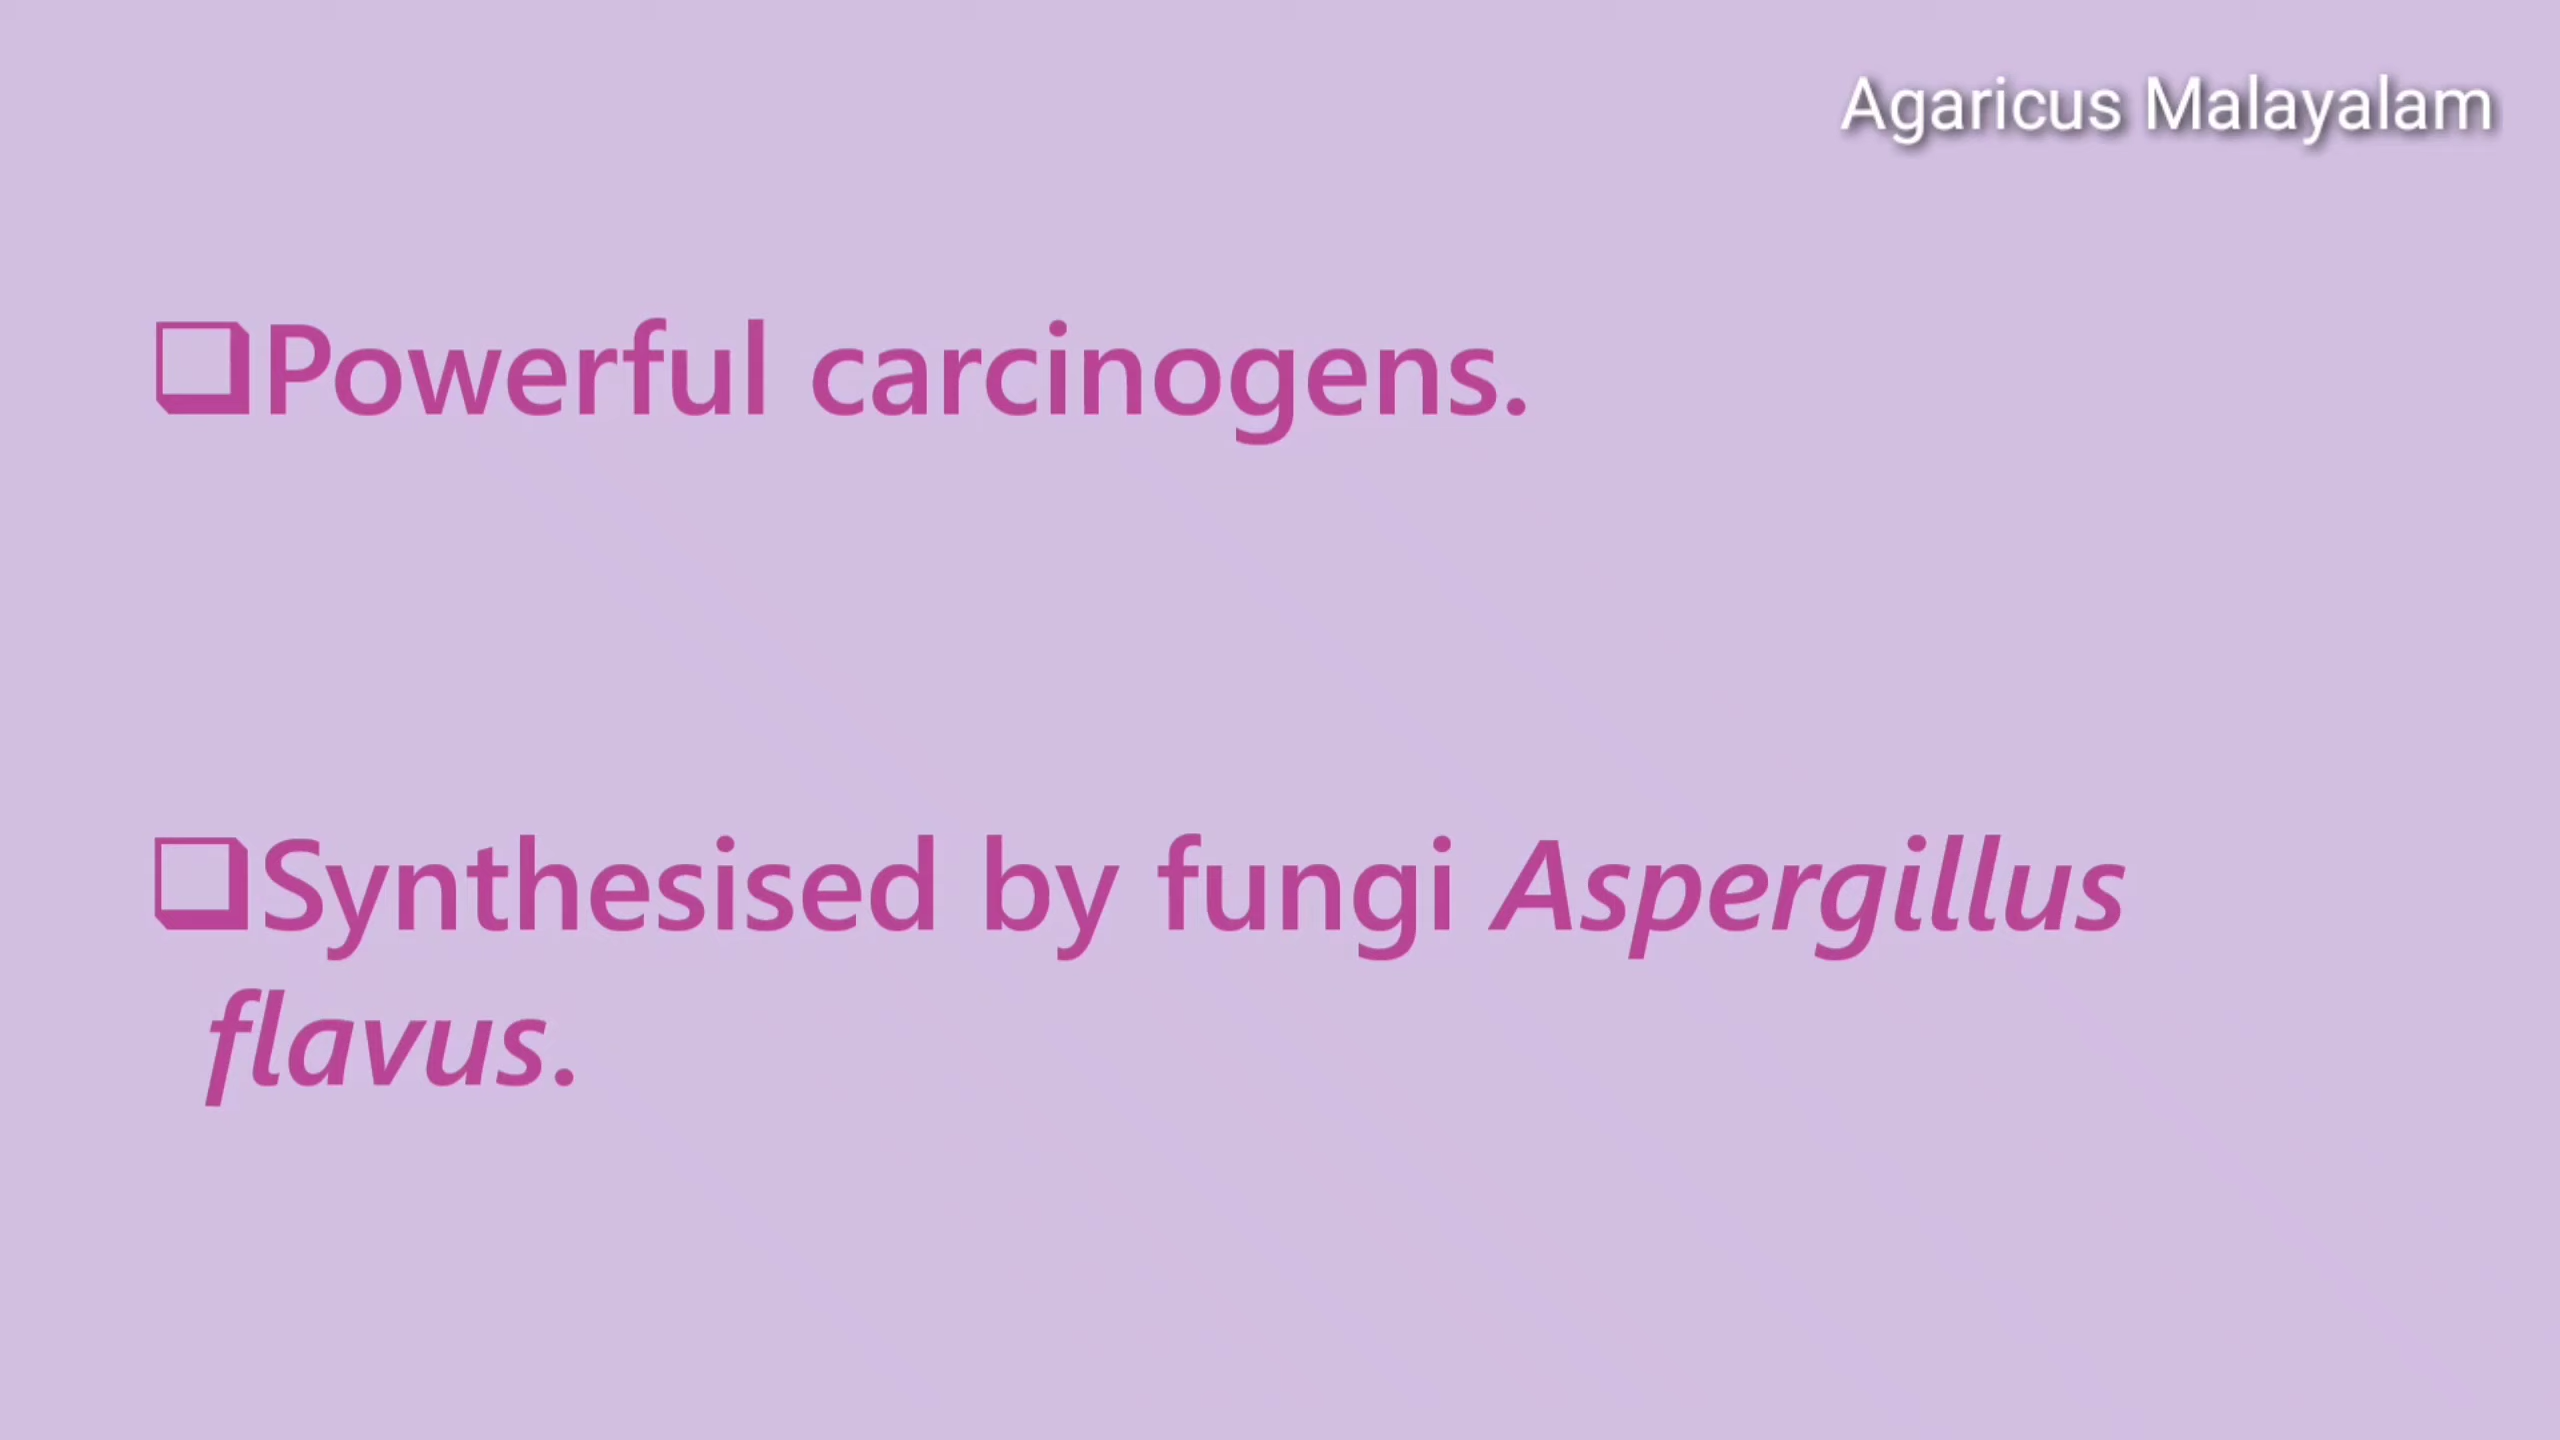 Agaricus Malayalam
❑Powerful carcinogens.
❑Synthesised by fungi Aspergillus
flavus.